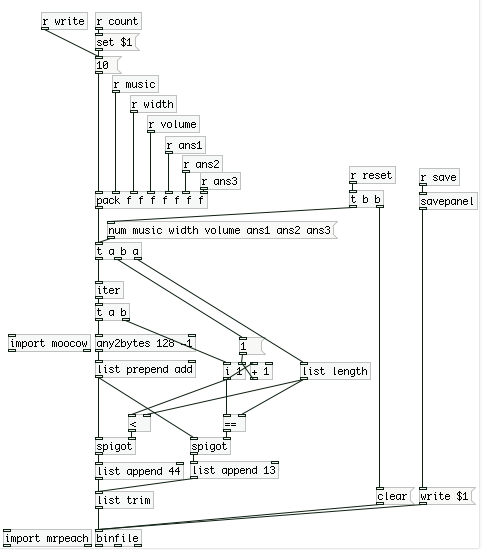 r write
r count
set $1
10
r music
r width
r volume
r ans1
r ans2
r ans3
r reset
r save
pack f f f f f f f
t b b
savepanel
num music width volume ans1 ans2 ans3
t a b a
iter
t a b
import moocow
any2bytes 128 -1
1
list prepend add
i 1
+ 1
list length
<
==
spigot
spigot
list append 44
list append 13
list trim
clear
write $1
import mrpeach
binfile